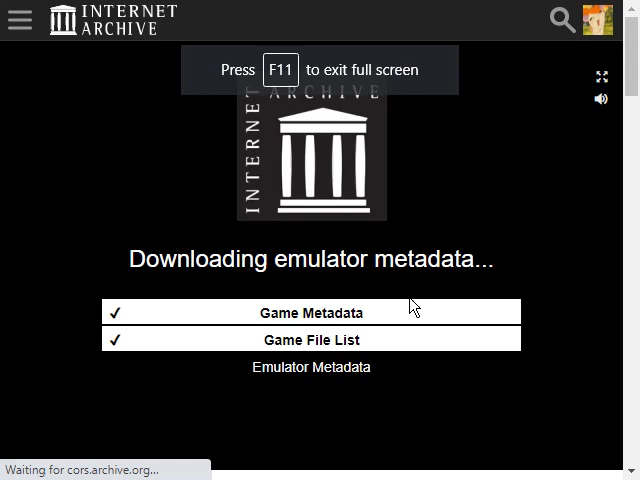 INTERNET
ARCHIVE
Press F11 to exit full screen
INTERNET
ARCHIVE
Downloading emulator metadata...
✔ Game Metadata
✔ Game File List
Emulator Metadata
Waiting for cors.archive.org...